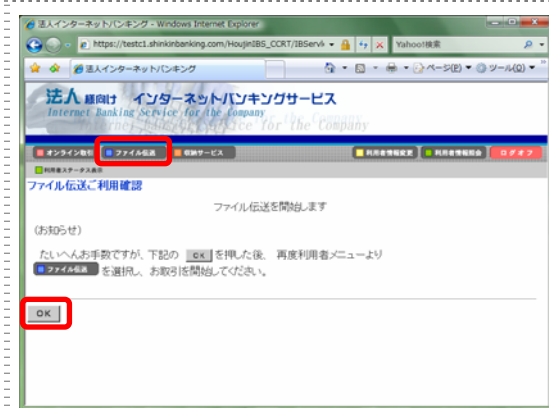 法人インターネットバンキング - Windows Internet Explorer
https://testc1.shinkinbanking.com/HoujinIBS_CCRT/IBServl
Yahoo!検索
法人インターネットバンキング
ページ(P)
ツール(O)
法人 様向け インターネットバンキングサービス
Internet Banking Service for the Company
オンライン取引
ファイル伝送
収納サービス
利用者情報変更
利用者情報照会
ログオフ
利用者ステータス表示
ファイル伝送ご利用確認
ファイル伝送を開始します
(お知らせ)
たいへんお手数ですが、下記の OK を押した後、 再度利用者メニューより
ファイル伝送 を選択し、お取引を開始してください。
OK